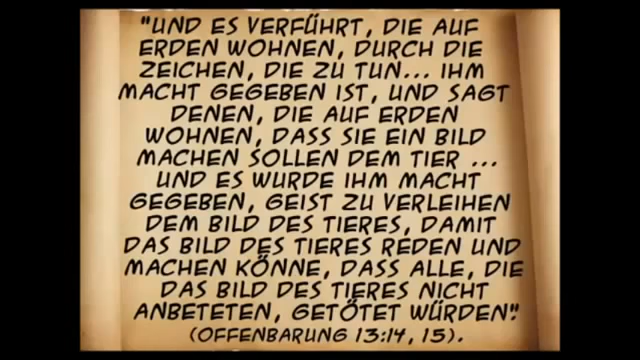 "UND ES VERFÜHRT, DIE AUF
ERDEN WOHNEN, DURCH DIE
ZEICHEN, DIE ZU TUN... IHM
MACHT GEGEBEN IST, UND SAGT
DENEN, DIE AUF ERDEN
WOHNEN, DASS SIE EIN BILD
MACHEN SOLLEN DEM TIER ...
UND ES WURDE IHM MACHT
GEGEBEN, GEIST ZU VERLEIHEN
DEM BILD DES TIERES, DAMIT
DAS BILD DES TIERES REDEN UND
MACHEN KÖNNE, DASS ALLE, DIE
DAS BILD DES TIERES NICHT
ANBETETEN, GETÖTET WÜRDEN."
(OFFENBARUNG 13:14, 15).